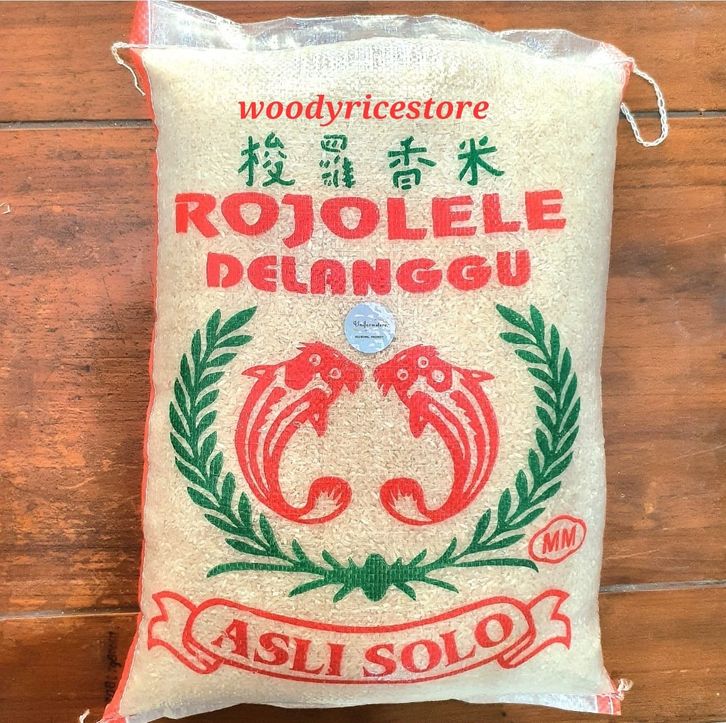 woodyricestore
梭羅香米
ROJOLELE
DELANGGU
MM
ASLI SOLO